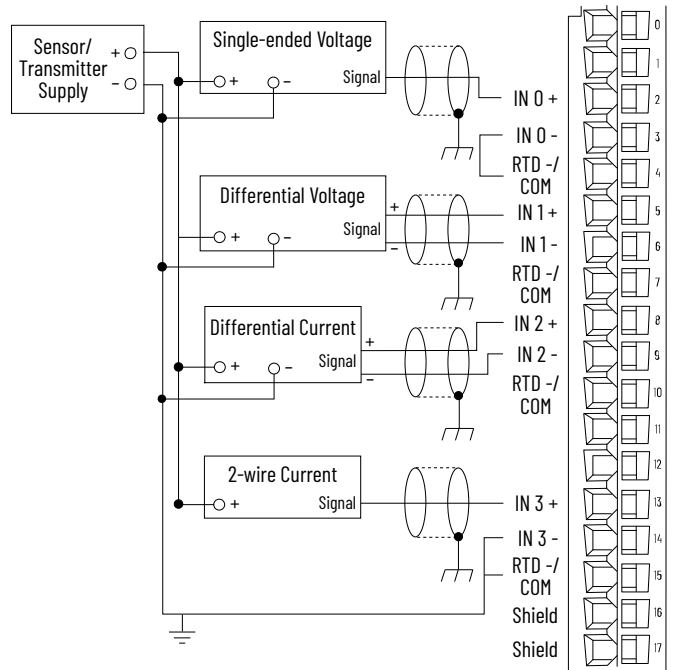 Sensor/
Transmitter
Supply
+
-
Single-ended Voltage
+ -
Signal
Differential Voltage
+ -
Signal
+
-
Differential Current
+ -
Signal
+
-
2-wire Current
+
Signal
IN 0 +
IN 0 -
RTD -/
COM
IN 1 +
IN 1 -
RTD -/
COM
IN 2 +
IN 2 -
RTD -/
COM
IN 3 +
IN 3 -
RTD -/
COM
Shield
Shield
0
1
2
3
4
5
6
7
8
9
10
11
12
13
14
15
16
17